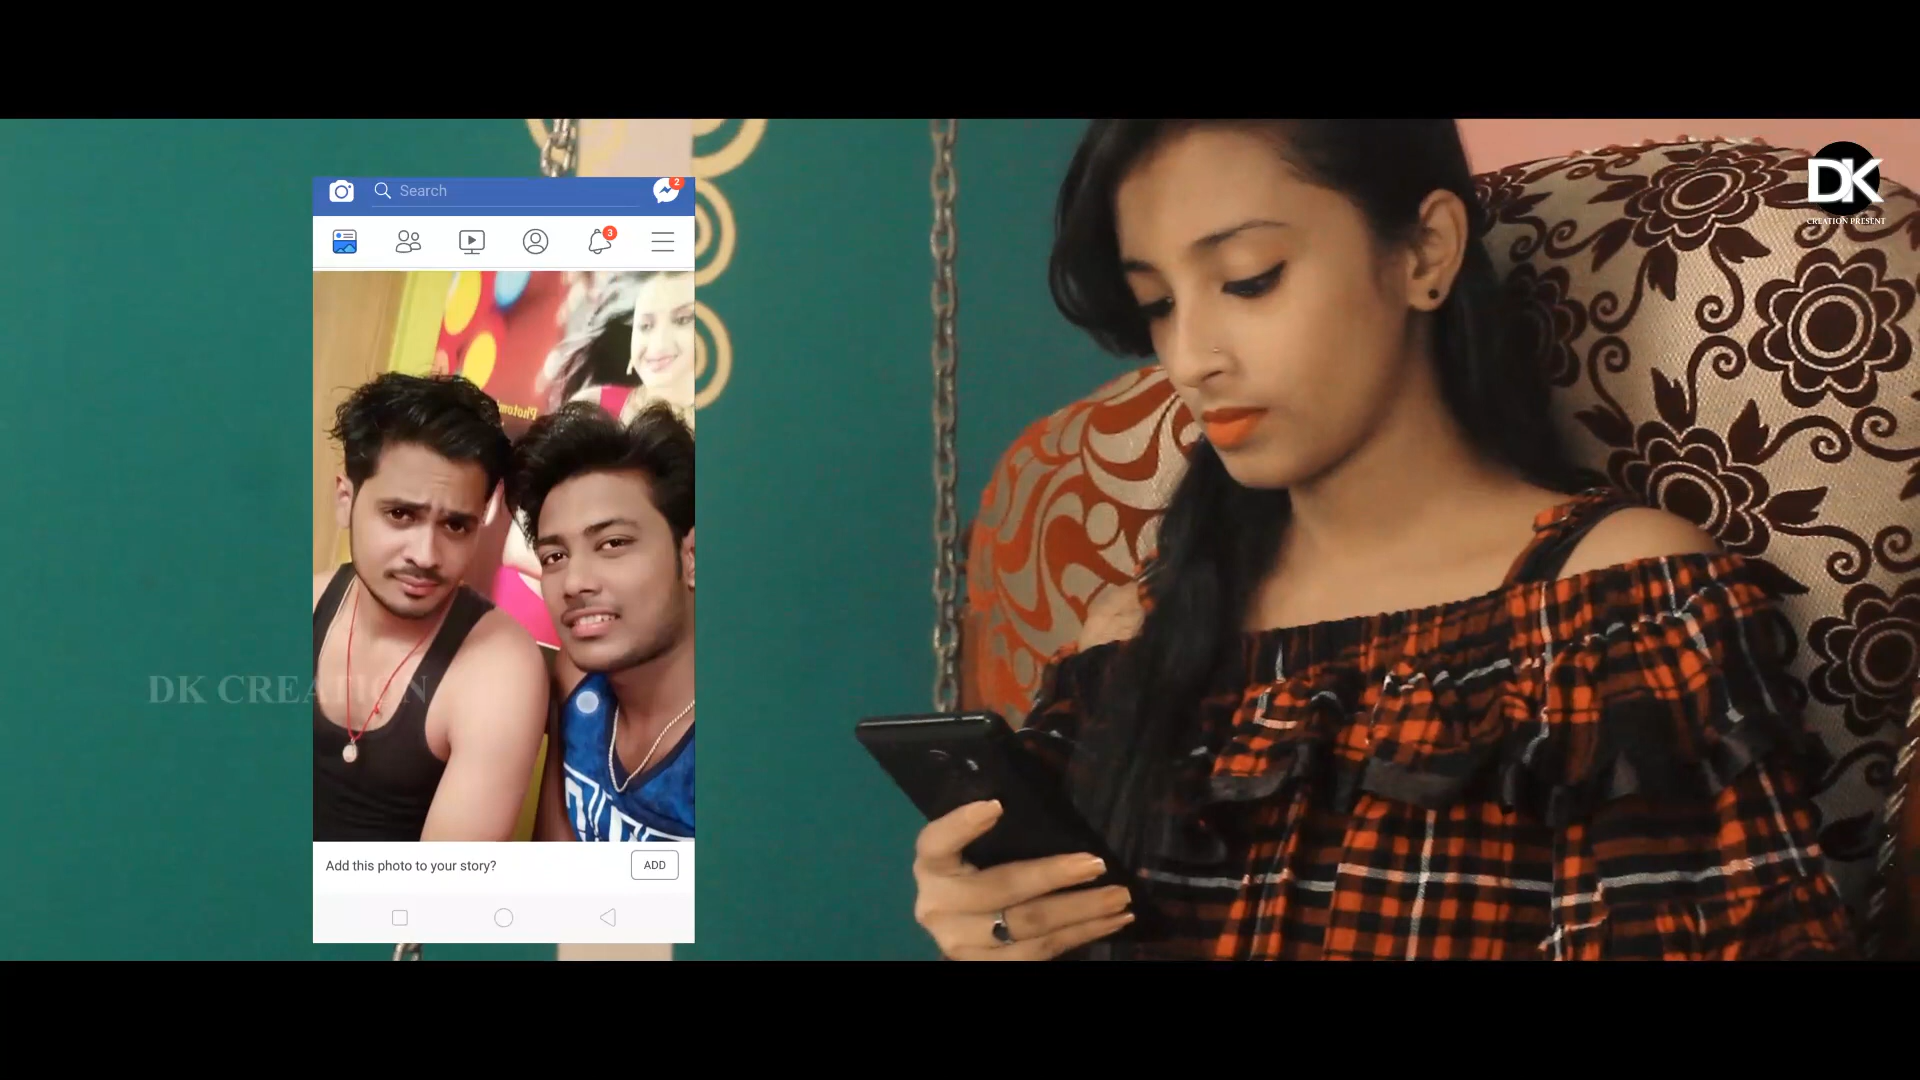 Search
2
3
DK
CREATION PRESENT
DK CREATION
Add this photo to your story?
ADD